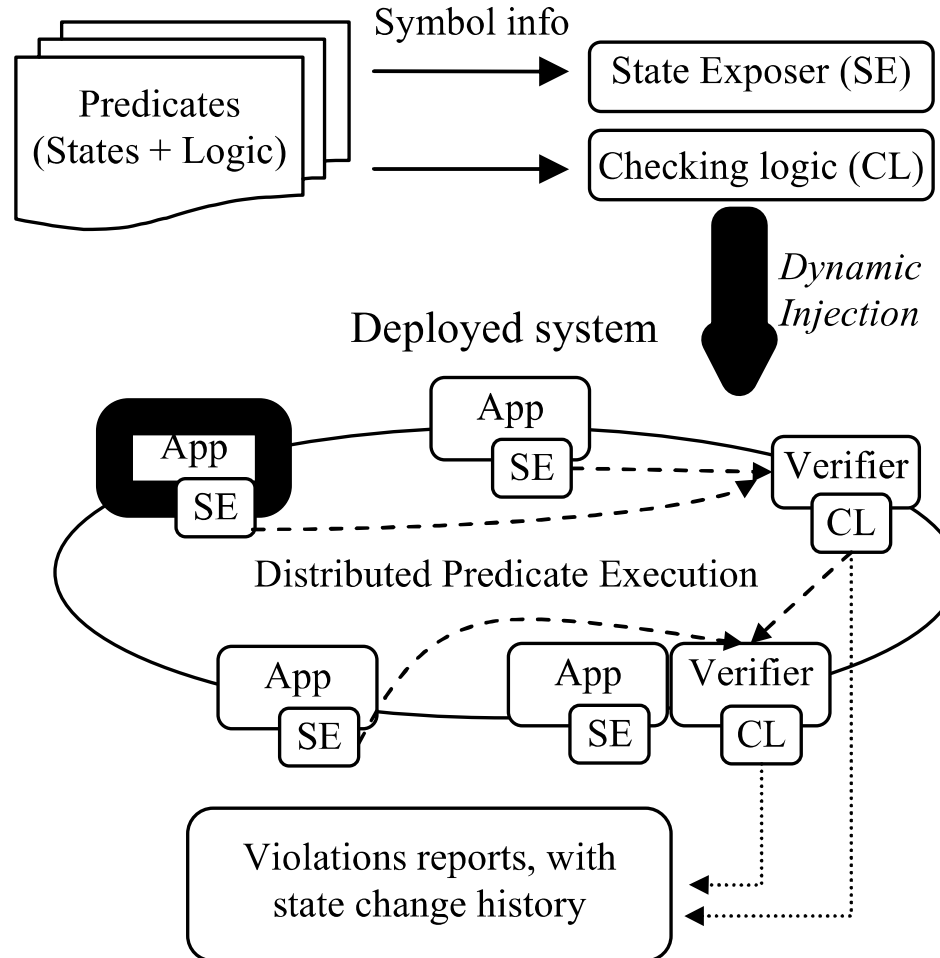 Symbol info
Predicates
(States + Logic)
State Exposer (SE)
Checking logic (CL)
Dynamic
Injection
Deployed system
App
SE
App
SE
Verifier
CL
Distributed Predicate Execution
App
SE
App
SE
Verifier
CL
Violations reports, with
state change history